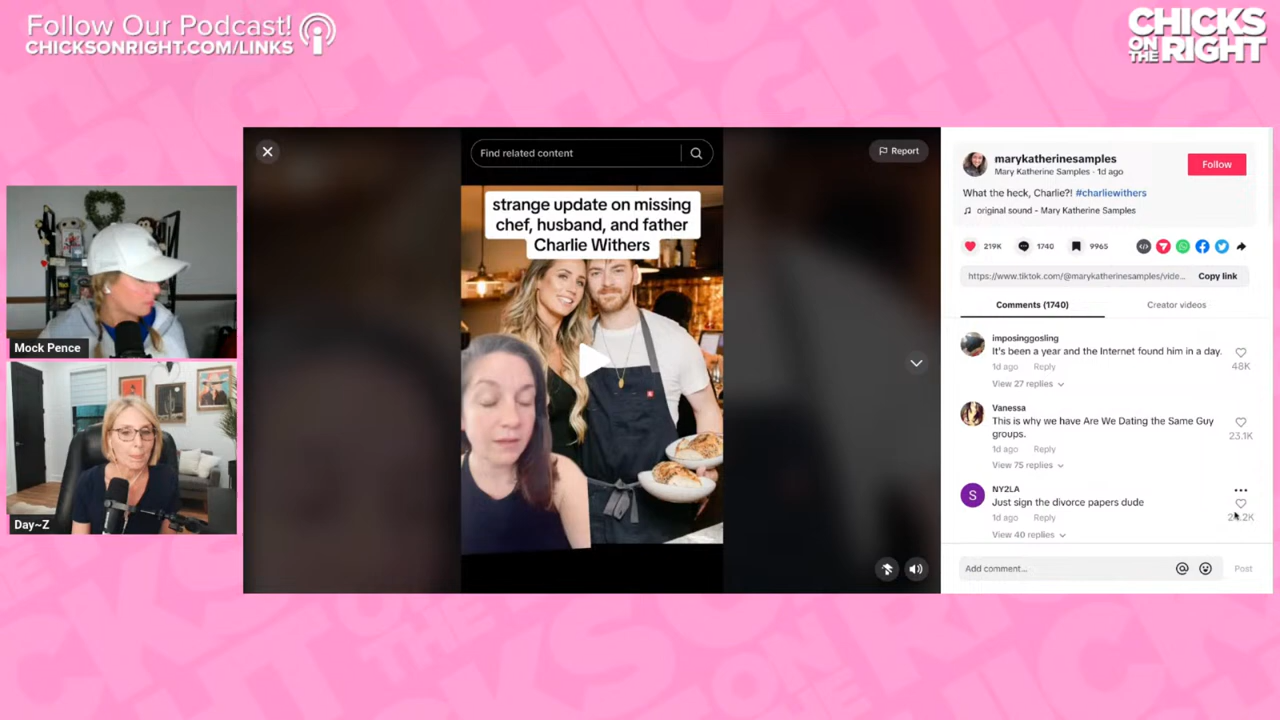 Follow Our Podcast!
CHICKSONRIGHT.COM/LINKS
CHICKS
ON THE RIGHT
Mock Pence
Day~Z
Find related content
Report
strange update on missing
chef, husband, and father
Charlie Withers
marykatherinesamples
Mary Katherine Samples · 1d ago
Follow
What the heck, Charlie?! #charliewithers
original sound - Mary Katherine Samples
219K
1740
9965
https://www.tiktok.com/@marykatherinesamples/vide...
Copy link
Comments (1740)
Creator videos
imposinggosling
It's been a year and the Internet found him in a day.
1d ago
Reply
48K
View 27 replies
Vanessa
This is why we have Are We Dating the Same Guy
groups.
1d ago
Reply
23.1K
View 75 replies
S
NY2LA
Just sign the divorce papers dude
1d ago
Reply
View 40 replies
Add comment...
Post